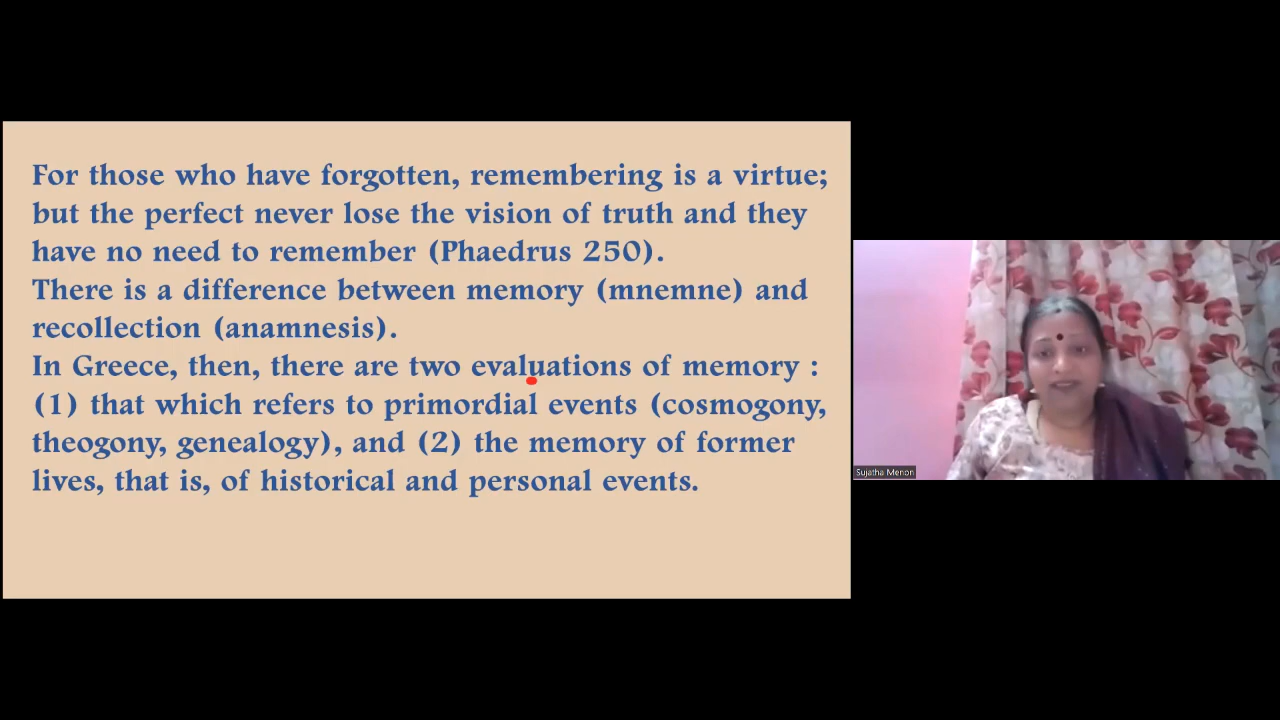 For those who have forgotten, remembering is a virtue;
but the perfect never lose the vision of truth and they
have no need to remember (Phaedrus 250).
There is a difference between memory (mnemne) and
recollection (anamnesis).
In Greece, then, there are two evaluations of memory :
(1) that which refers to primordial events (cosmogony,
theogony, genealogy), and (2) the memory of former
lives, that is, of historical and personal events.
Sujatha Menon